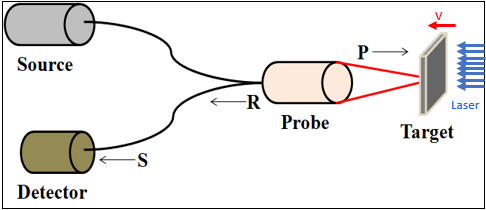 V
P
Source
Laser
R
Probe
Target
S
Detector